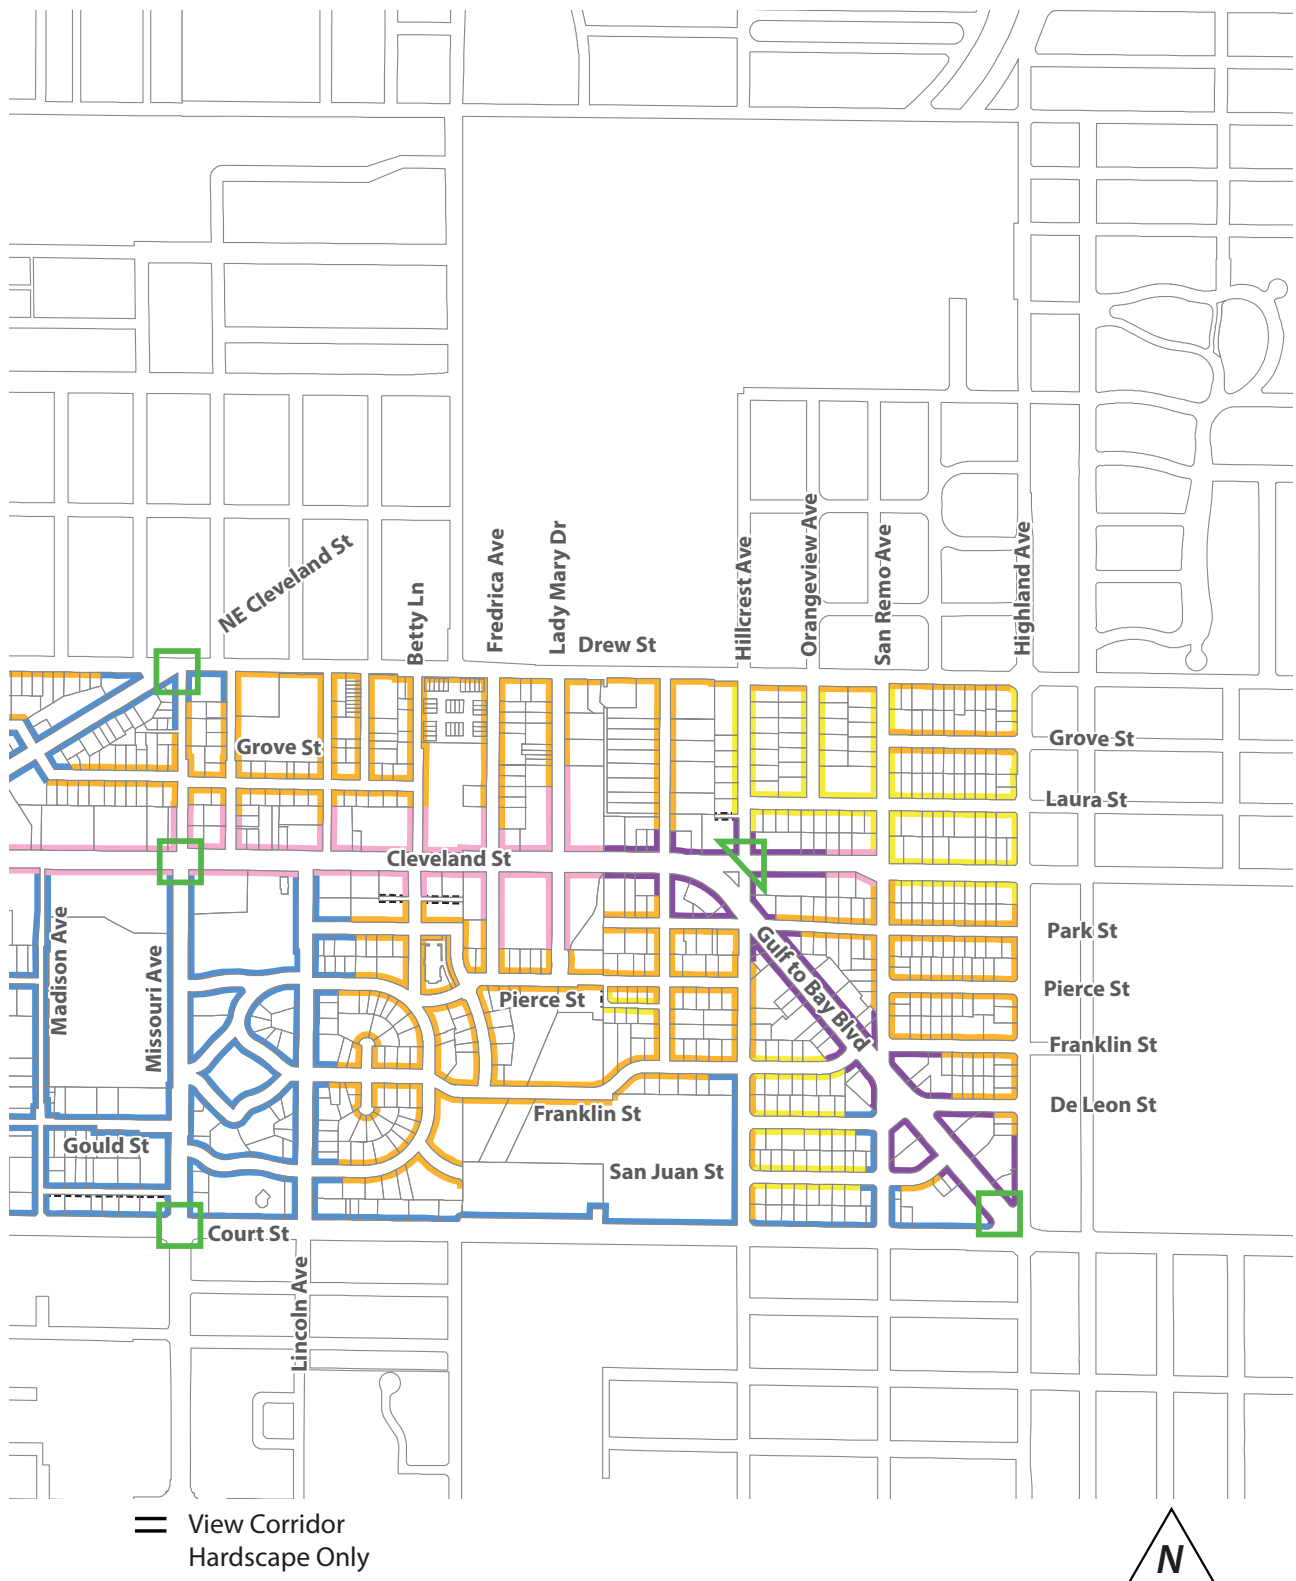 NE Cleveland St
Betty Ln
Fredrica Ave
Lady Mary Dr
Drew St
Hillcrest Ave
Orangeview Ave
San Remo Ave
Highland Ave
Grove St
Grove St
Laura St
Cleveland St
Madison Ave
Missouri Ave
Park St
Gulf to Bay Blvd
Pierce St
Pierce St
Franklin St
Franklin St
De Leon St
Gould St
San Juan St
Court St
Lincoln Ave
View Corridor
Hardscape Only
N